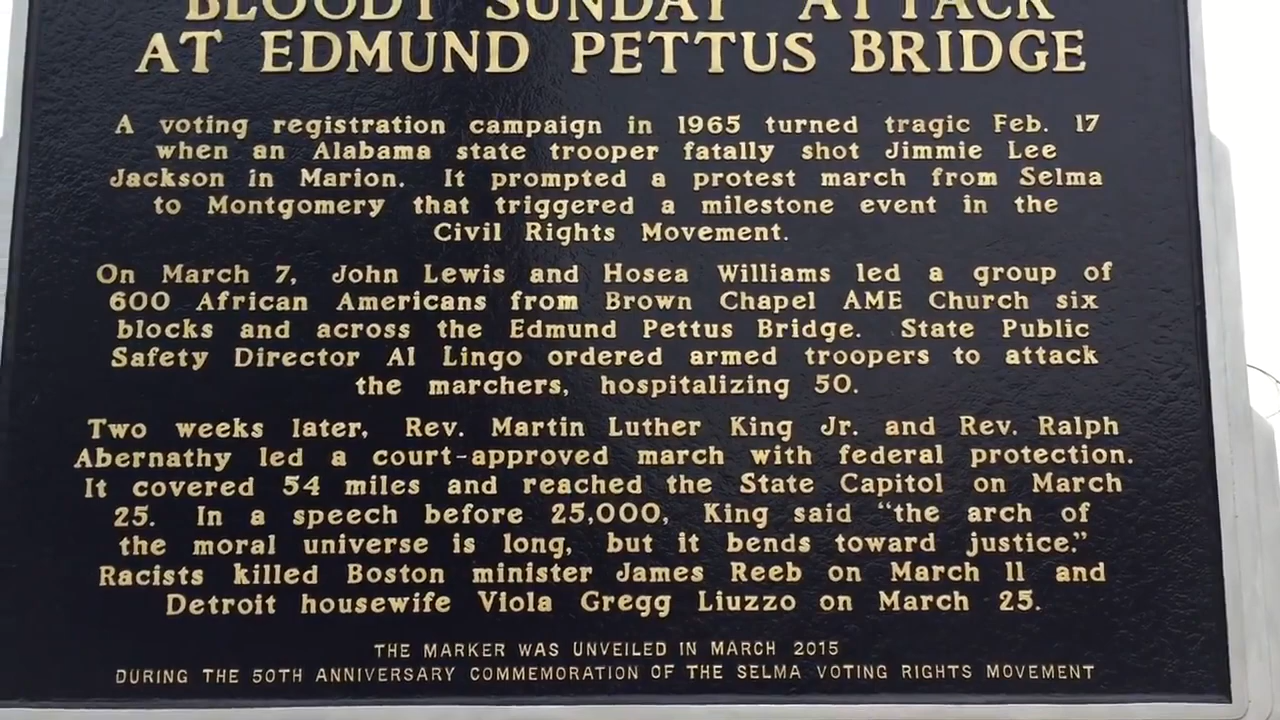 BLOODY SUNDAY ATTACK
AT EDMUND PETTUS BRIDGE
A voting registration campaign in 1965 turned tragic Feb. 17
when an Alabama state trooper fatally shot Jimmie Lee
Jackson in Marion. It prompted a protest march from Selma
to Montgomery that triggered a milestone event in the
Civil Rights Movement.
On March 7, John Lewis and Hosea Williams led a group of
600 African Americans from Brown Chapel AME Church six
blocks and across the Edmund Pettus Bridge. State Public
Safety Director Al Lingo ordered armed troopers to attack
the marchers, hospitalizing 50.
Two weeks later, Rev. Martin Luther King Jr. and Rev. Ralph
Abernathy led a court-approved march with federal protection.
It covered 54 miles and reached the State Capitol on March
25. In a speech before 25,000, King said “the arch of
the moral universe is long, but it bends toward justice.”
Racists killed Boston minister James Reeb on March 11 and
Detroit housewife Viola Gregg Liuzzo on March 25.
THE MARKER WAS UNVEILED IN MARCH 2015
DURING THE 50TH ANNIVERSARY COMMEMORATION OF THE SELMA VOTING RIGHTS MOVEMENT